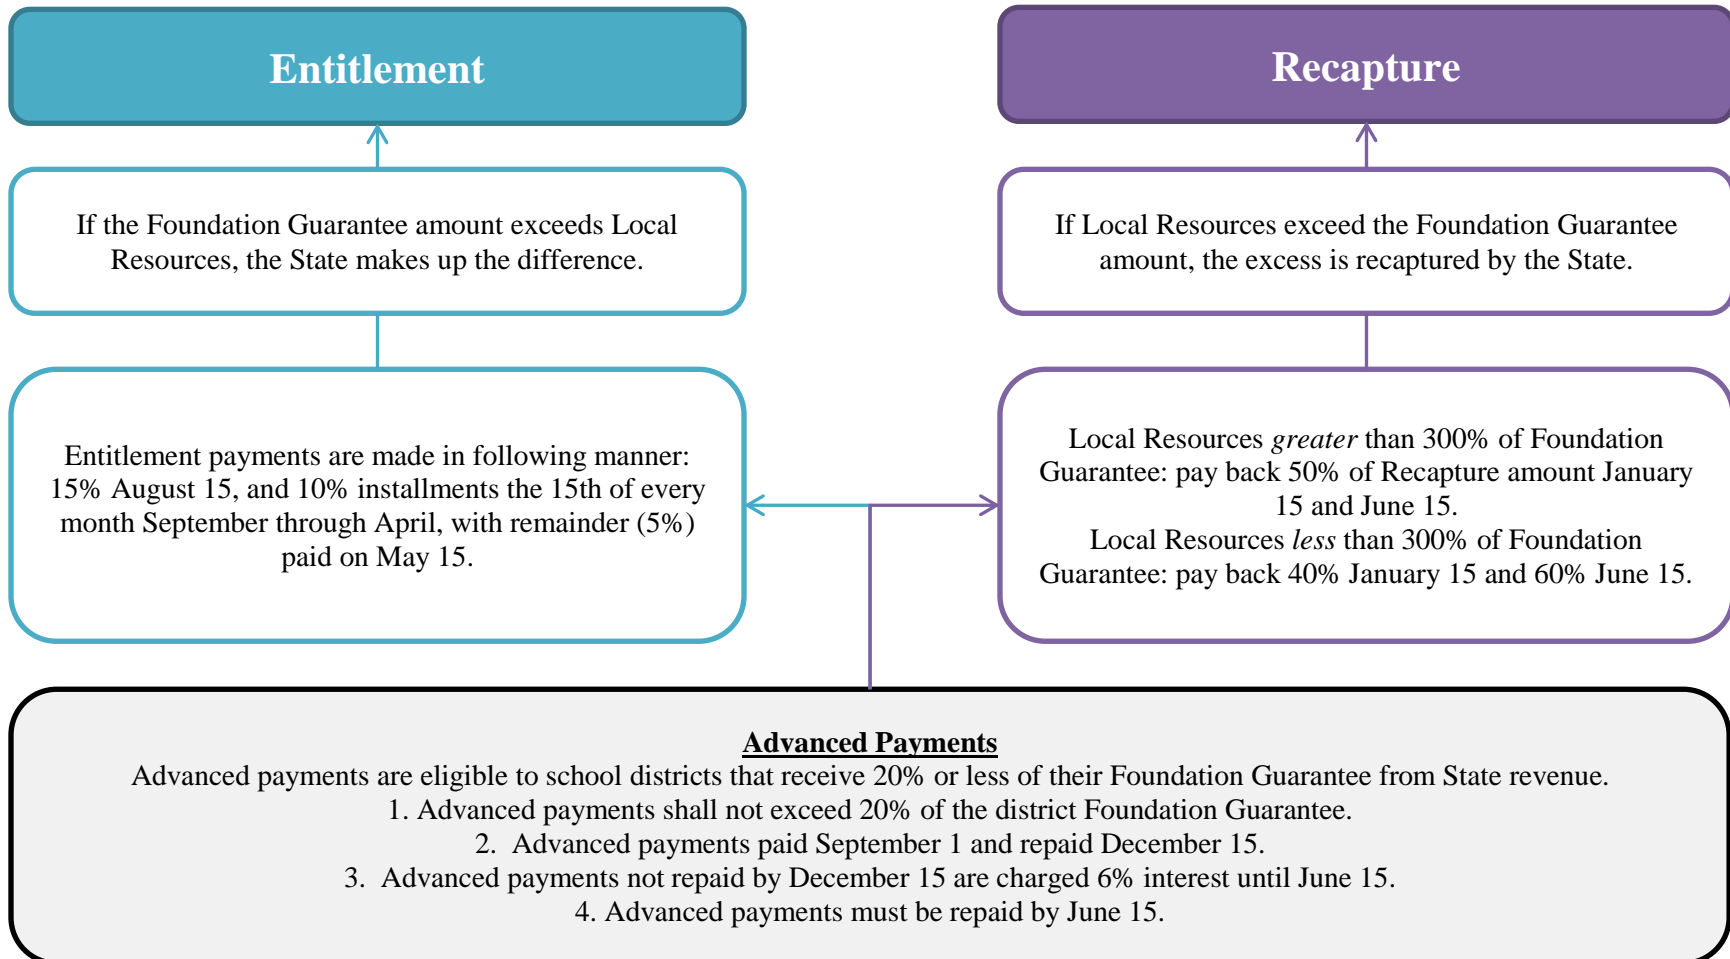 Entitlement
If the Foundation Guarantee amount exceeds Local
Resources, the State makes up the difference.
Entitlement payments are made in following manner:
15% August 15, and 10% installments the 15th of every
month September through April, with remainder (5%)
paid on May 15.
Recapture
If Local Resources exceed the Foundation Guarantee
amount, the excess is recaptured by the State.
Local Resources greater than 300% of Foundation
Guarantee: pay back 50% of Recapture amount January
15 and June 15.
Local Resources less than 300% of Foundation
Guarantee: pay back 40% January 15 and 60% June 15.
Advanced Payments
Advanced payments are eligible to school districts that receive 20% or less of their Foundation Guarantee from State revenue.
1. Advanced payments shall not exceed 20% of the district Foundation Guarantee.
2. Advanced payments paid September 1 and repaid December 15.
3. Advanced payments not repaid by December 15 are charged 6% interest until June 15.
4. Advanced payments must be repaid by June 15.